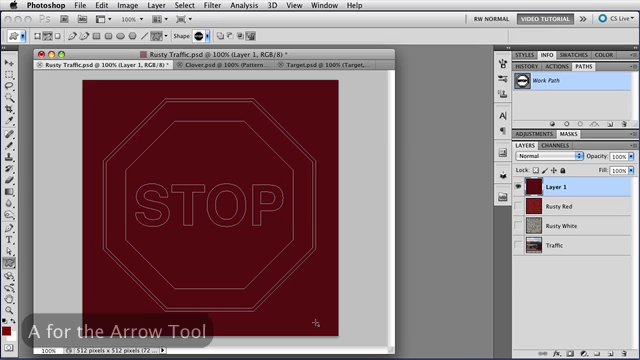 Photoshop File Edit Image Layer Select Filter Analysis 3D View Window Help
Ps Br Mb 100% RW NORMAL VIDEO TUTORIAL CS Live
Shape:
Rusty Traffic.psd @ 100% (Layer 1, RGB/8) *
Rusty Traffic.psd @ 100% (Layer 1, RGB/8) * Clover.psd @ 100% (Pattern... Target.psd @ 100% (Target,...
STOP
A for the Arrow Tool
100% 512 pixels x 512 pixels (72 ...
STYLES INFO SWATCHES COLOR
HISTORY ACTIONS PATHS
Work Path
ADJUSTMENTS MASKS
LAYERS CHANNELS
Normal Opacity: 100%
Lock: Fill: 100%
Layer 1
Rusty Red
Rusty White
Traffic